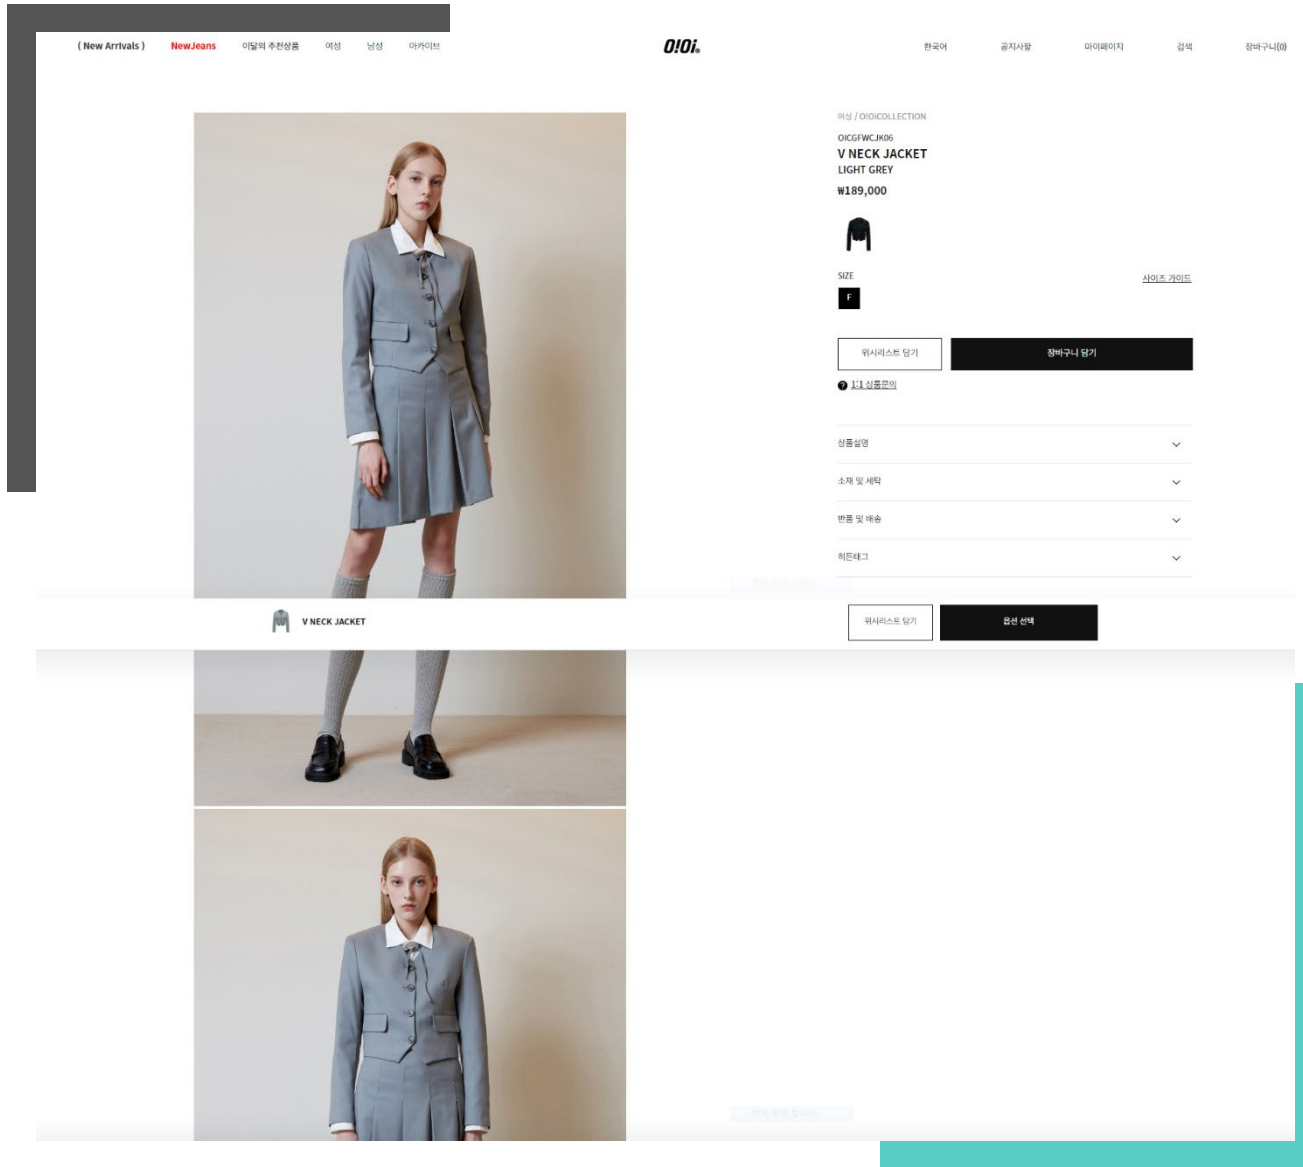 ( New Arrivals ) NewJeans 이달의 추천상품 여성 남성 아카이브
O!Oi®
한국어 공지사항 마이페이지 검색 장바구니(0)
여성 / O!OiCOLLECTION
OICGFWCJK06
V NECK JACKET
LIGHT GREY
₩189,000
SIZE 사이즈 가이드
F
위시리스트 담기 장바구니 담기
? 1:1 상품문의
상품설명
소재 및 세탁
반품 및 배송
히든태그
V NECK JACKET 위시리스트 담기 옵션 선택